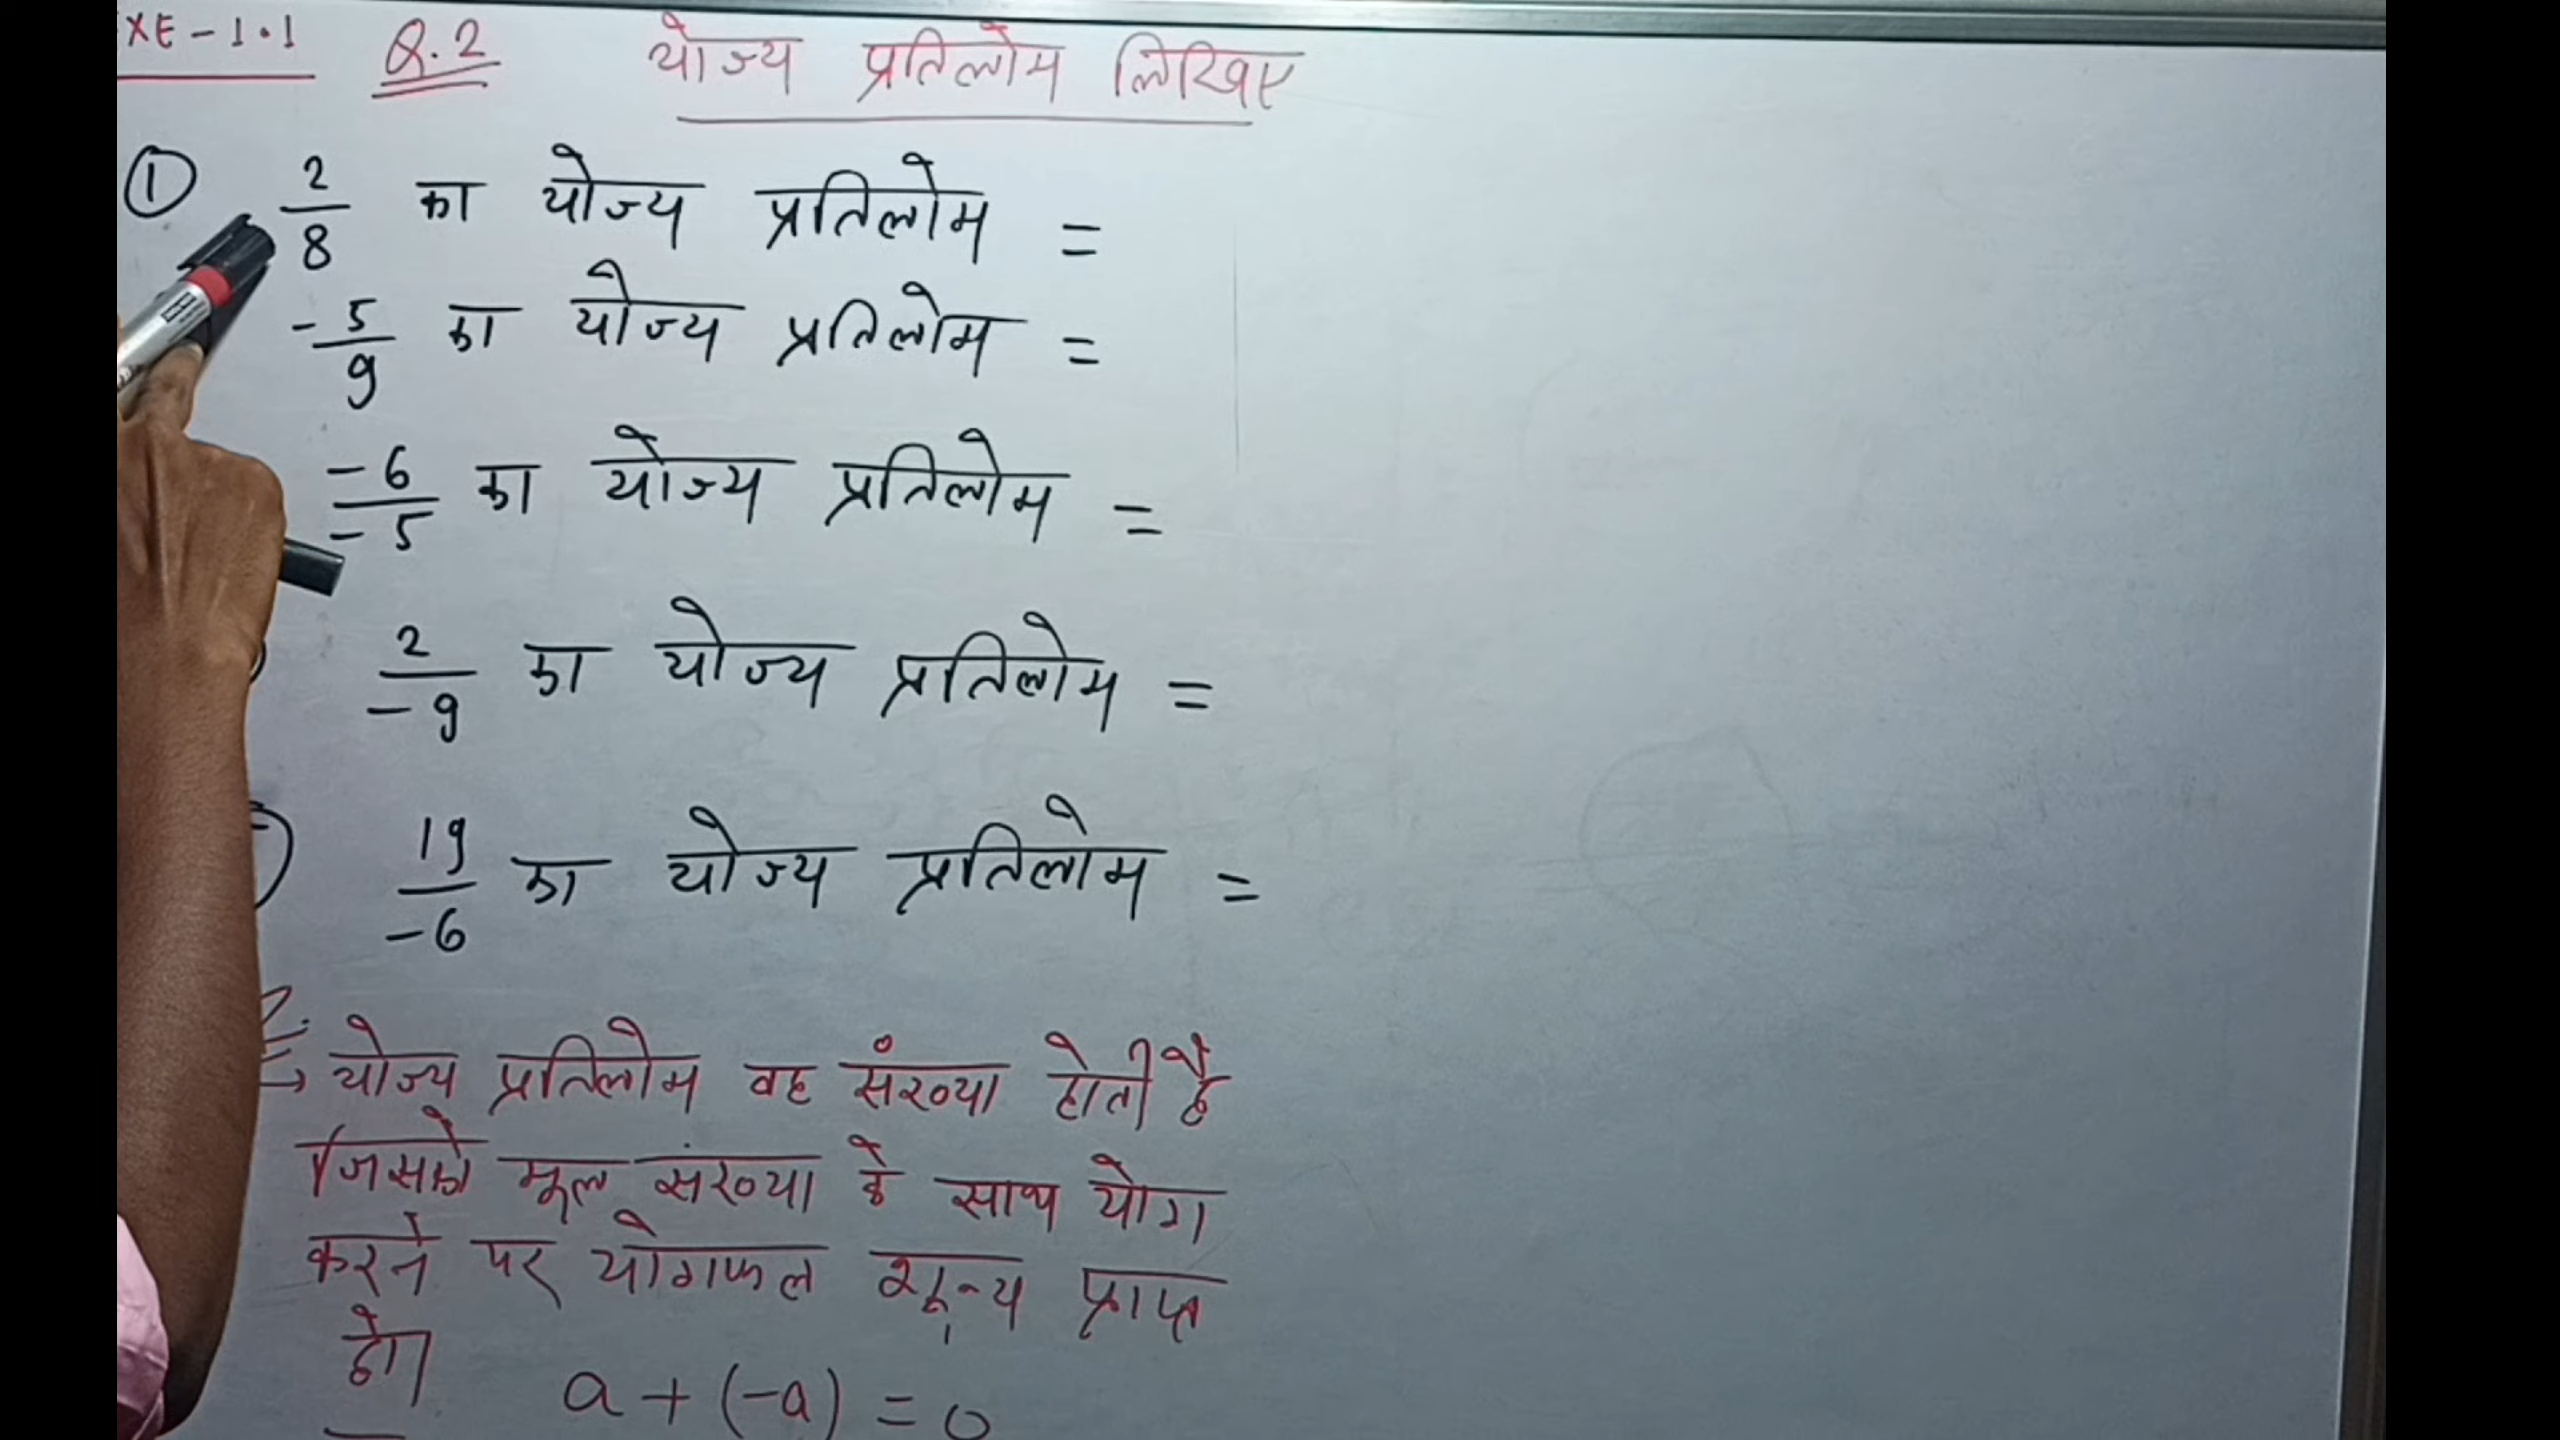 XE-1.1 Q.2 योज्य प्रतिलोम लिखिए
① 2/8 का योज्य प्रतिलोम =
-5/9 का योज्य प्रतिलोम =
-6/-5 का योज्य प्रतिलोम =
2/-9 का योज्य प्रतिलोम =
19/-6 का योज्य प्रतिलोम =
→ योज्य प्रतिलोम वह संख्या होती है
जिसको मूल संख्या के साथ योग
करने पर योगफल शून्य प्राप्त
हो। a + (-a) = 0